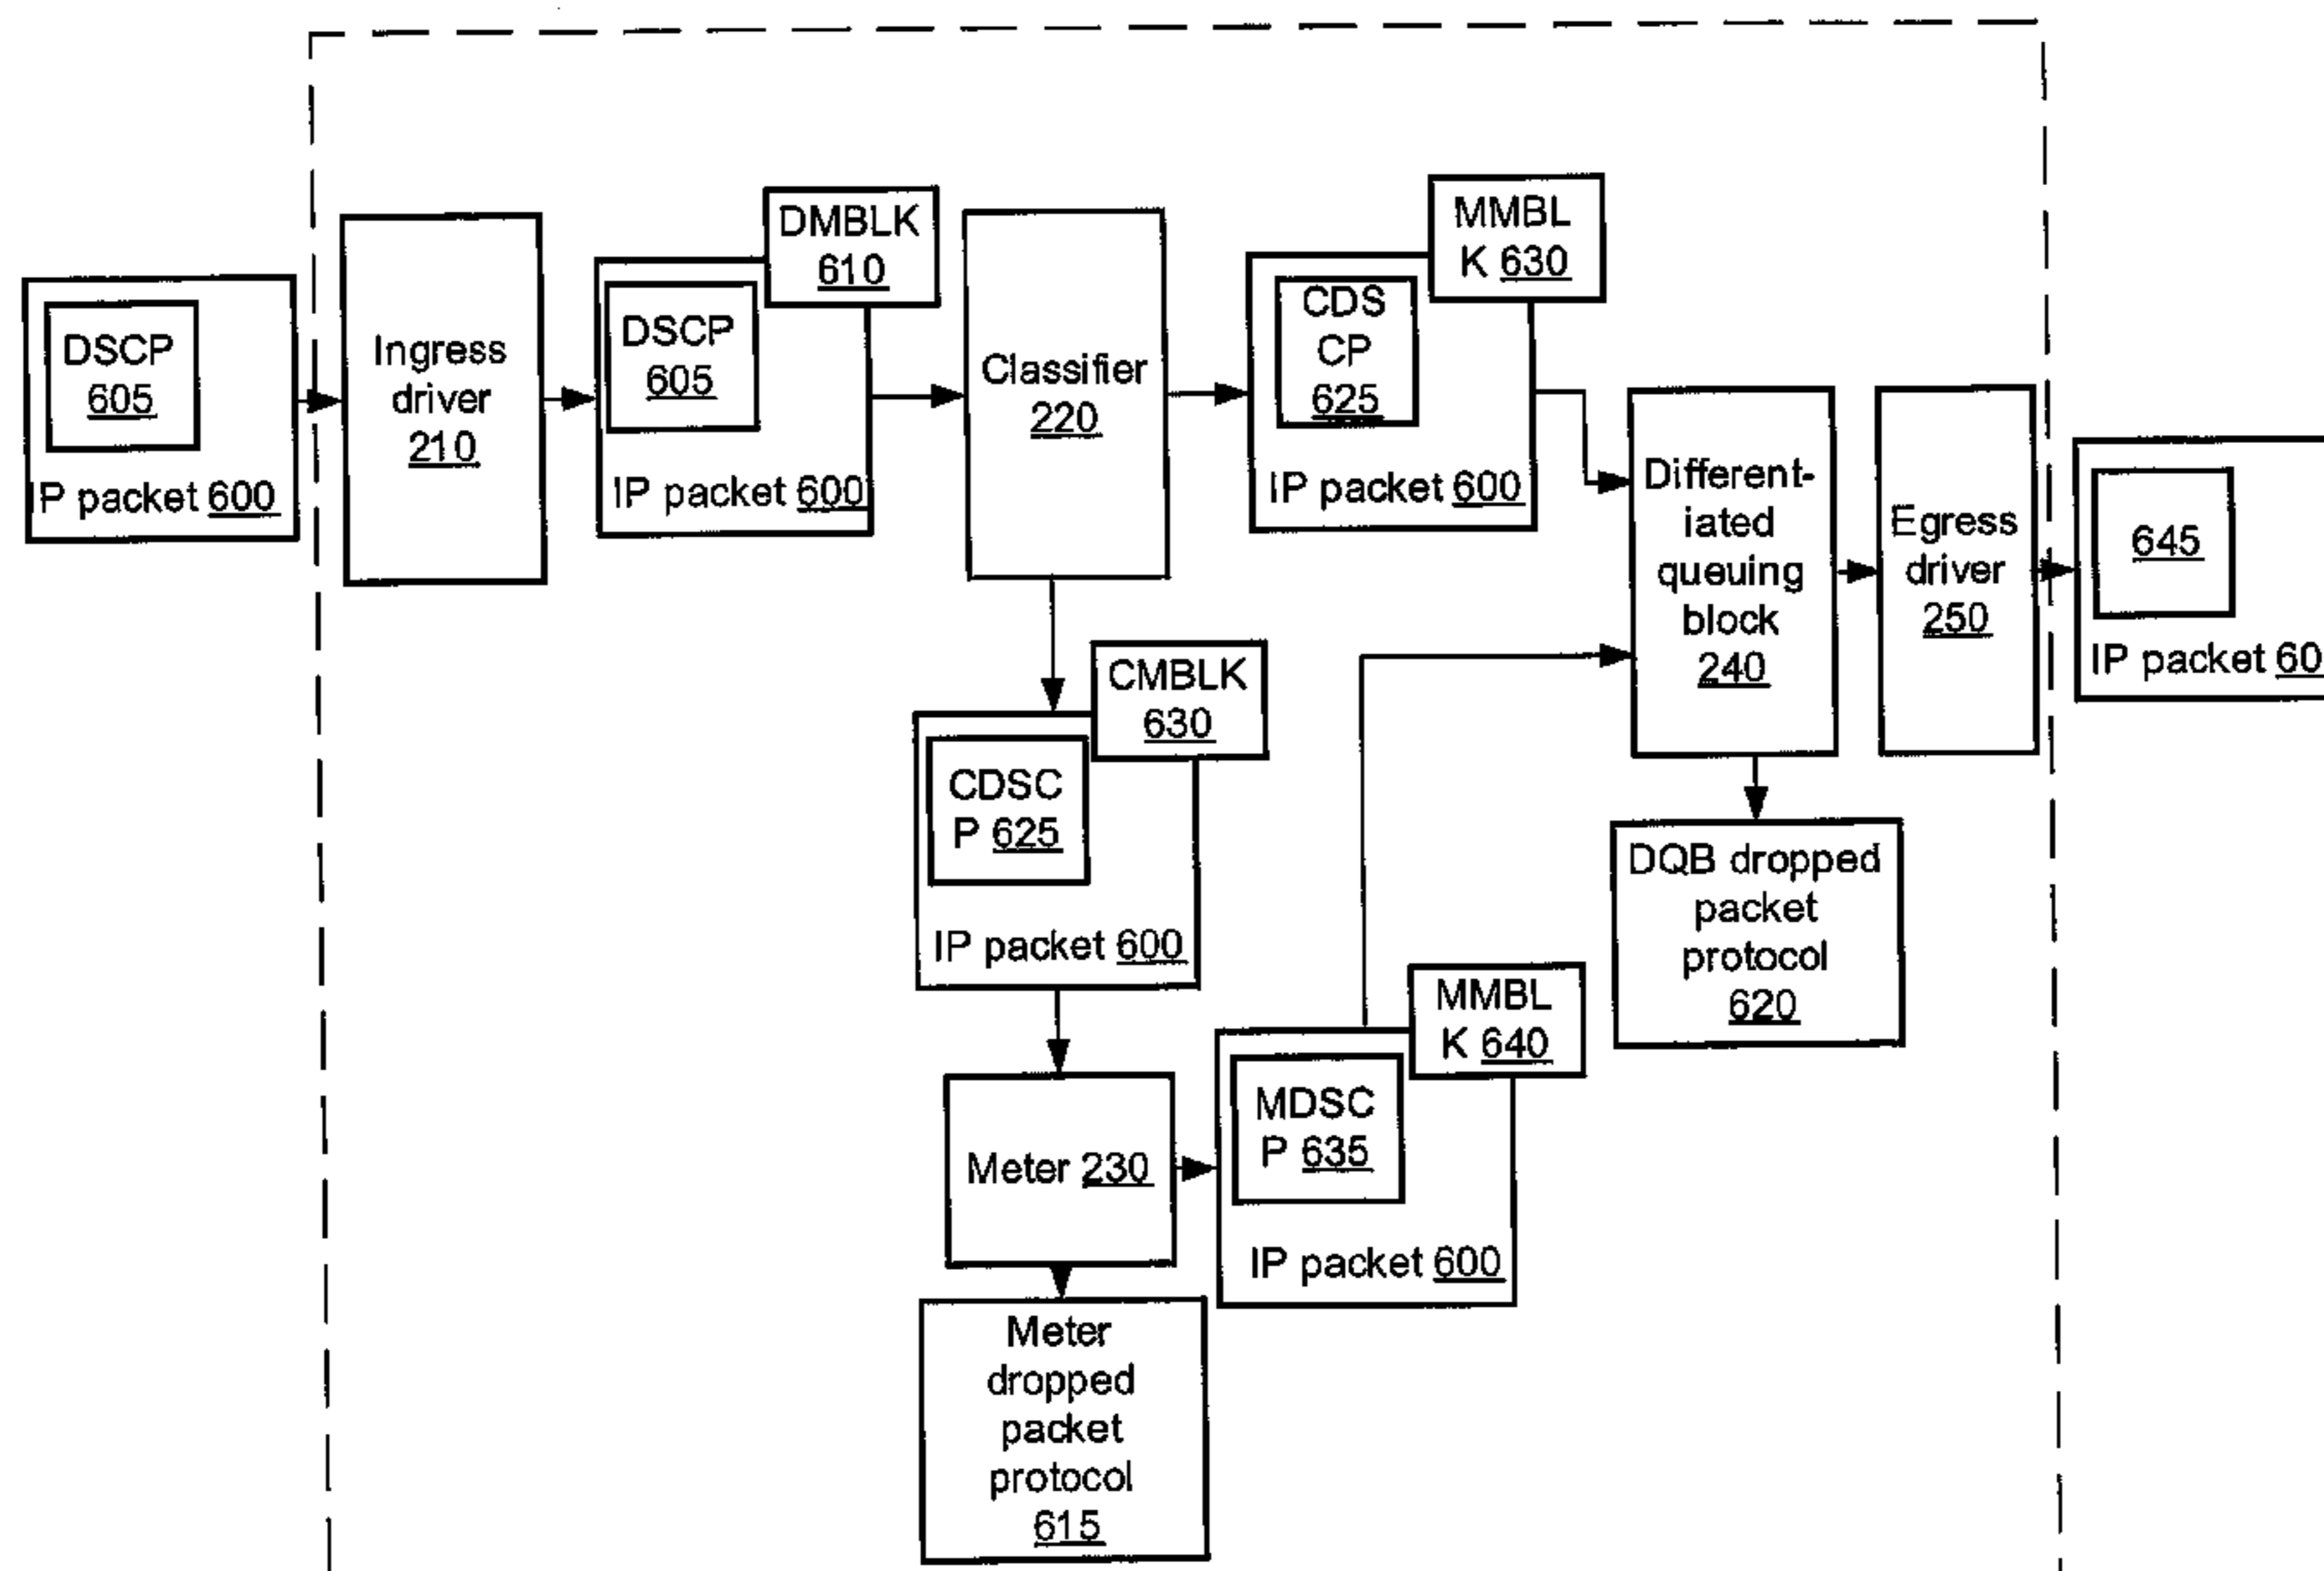 DSCP
605
IP packet 600
Ingress
driver
210
DMBLK
610
DSCP
605
IP packet 600
Classifier
220
MMBL
K 630
CDS
CP
625
IP packet 600
Different-
iated
queuing
block
240
Egress
driver
250
645
IP packet 60
CMBLK
630
CDSC
P 625
IP packet 600
DQB dropped
packet
protocol
620
MMBL
K 640
MDSC
P 635
IP packet 600
Meter 230
Meter
dropped
packet
protocol
615